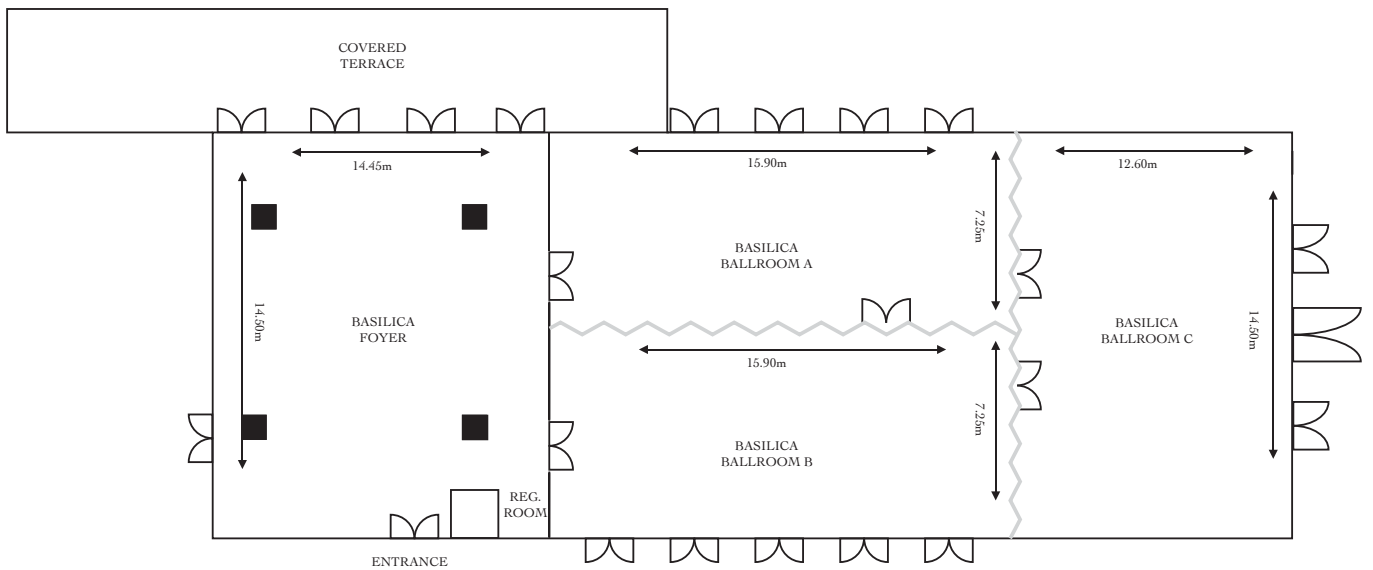 COVERED
TERRACE
14.45m
15.90m
12.60m
7.25m
BASILICA
BALLROOM A
14.50m
BASILICA
FOYER
BASILICA
BALLROOM C
14.50m
15.90m
7.25m
BASILICA
BALLROOM B
REG.
ROOM
ENTRANCE